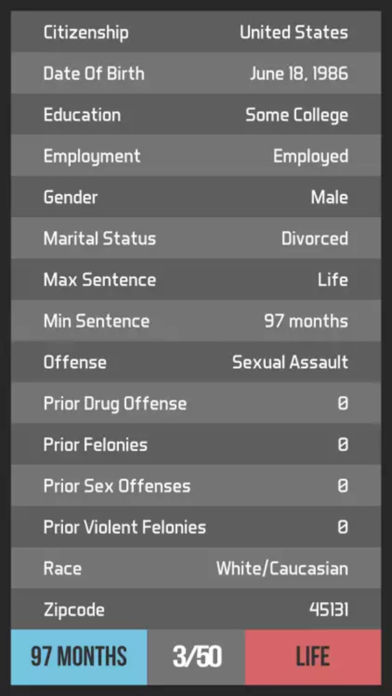 Citizenship United States
Date Of Birth June 18, 1986
Education Some College
Employment Employed
Gender Male
Marital Status Divorced
Max Sentence Life
Min Sentence 97 months
Offense Sexual Assault
Prior Drug Offense 0
Prior Felonies 0
Prior Sex Offenses 0
Prior Violent Felonies 0
Race White/Caucasian
Zipcode 45131
97 MONTHS 3/50 LIFE